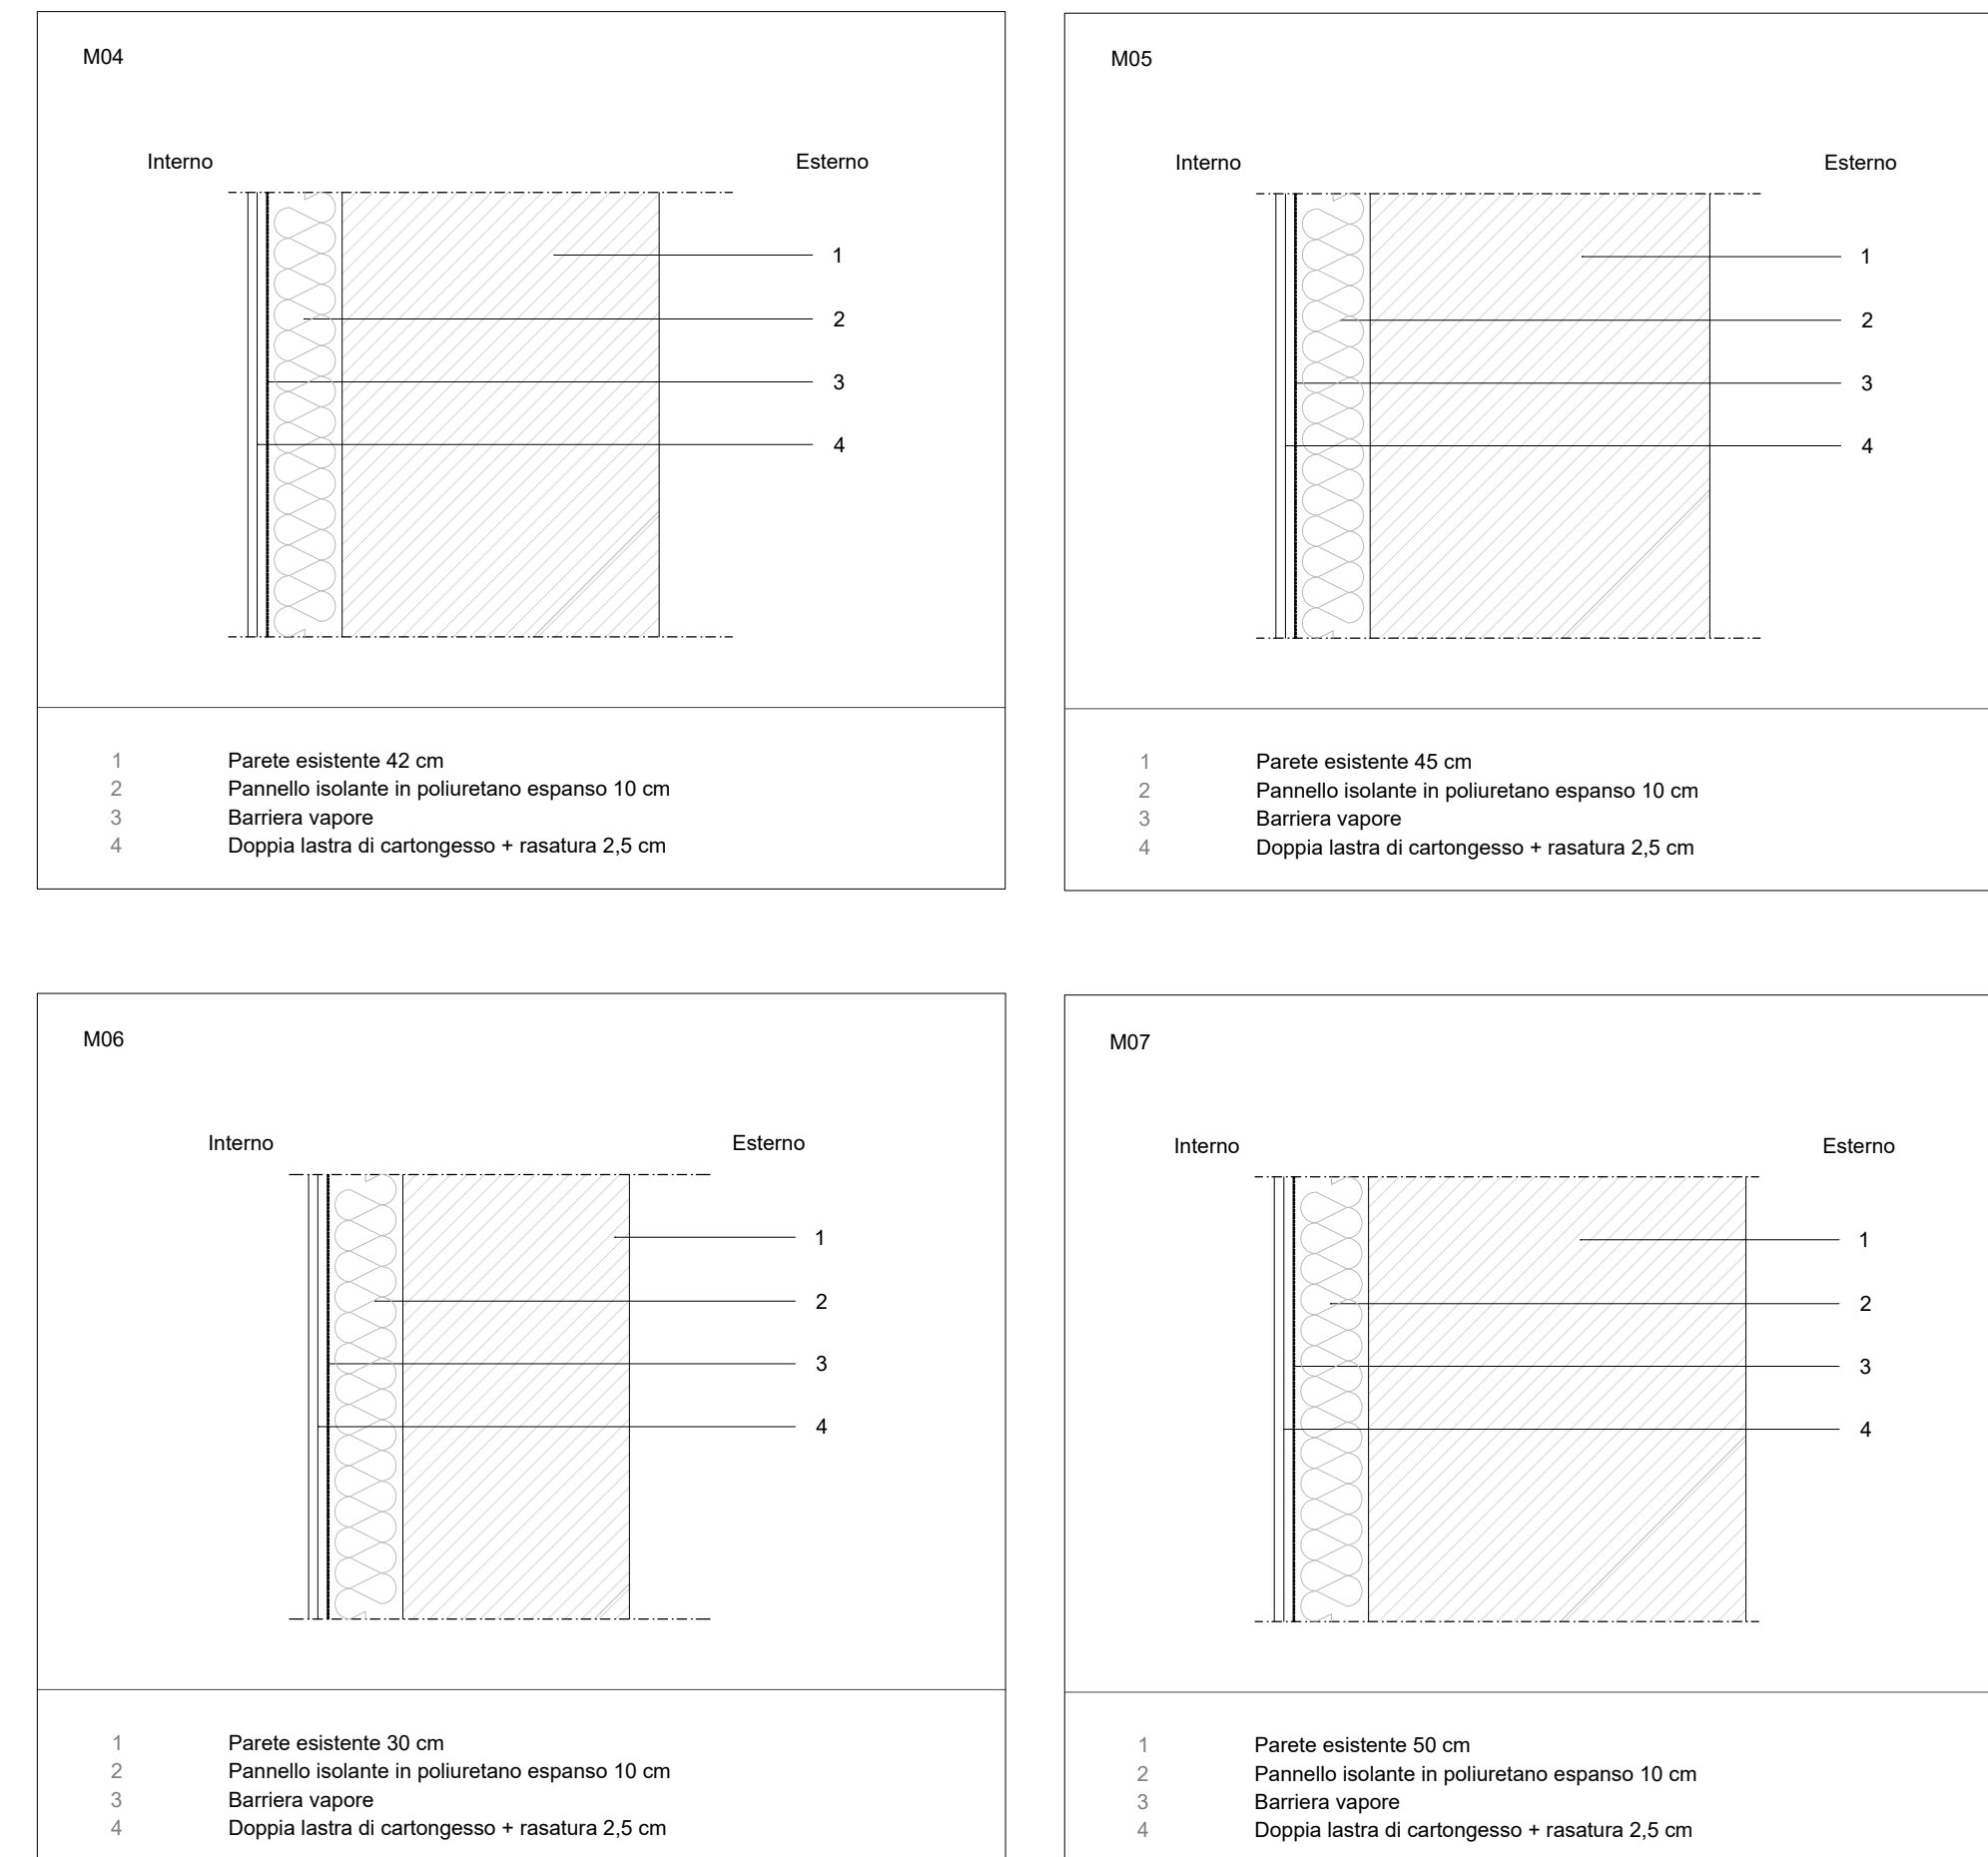 M04
Interno
Esterno
1
2
3
4
1 Parete esistente 42 cm
2 Pannello isolante in poliuretano espanso 10 cm
3 Barriera vapore
4 Doppia lastra di cartongesso + rasatura 2,5 cm
M05
Interno
Esterno
1
2
3
4
1 Parete esistente 45 cm
2 Pannello isolante in poliuretano espanso 10 cm
3 Barriera vapore
4 Doppia lastra di cartongesso + rasatura 2,5 cm
M06
Interno
Esterno
1
2
3
4
1 Parete esistente 30 cm
2 Pannello isolante in poliuretano espanso 10 cm
3 Barriera vapore
4 Doppia lastra di cartongesso + rasatura 2,5 cm
M07
Interno
Esterno
1
2
3
4
1 Parete esistente 50 cm
2 Pannello isolante in poliuretano espanso 10 cm
3 Barriera vapore
4 Doppia lastra di cartongesso + rasatura 2,5 cm